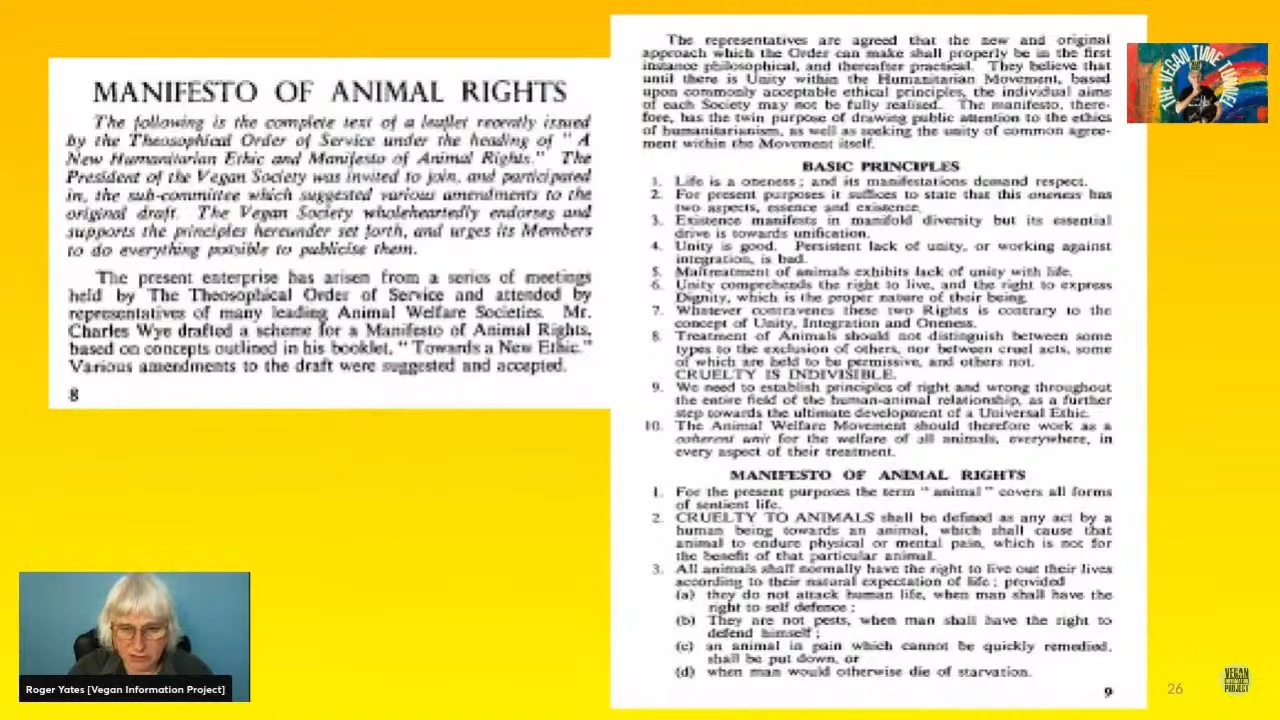 MANIFESTO OF ANIMAL RIGHTS
The following is the complete text of a leaflet recently issued
by the Theosophical Order of Service under the heading of " A
New Humanitarian Ethic and Manifesto of Animal Rights." The
President of the Vegan Society was invited to join, and participated
in, the sub-committee which suggested various amendments to the
original draft. The Vegan Society wholeheartedly endorses and
supports the principles hereunder set forth, and urges its Members
to do everything possible to publicise them.
The present enterprise has arisen from a series of meetings
held by The Theosophical Order of Service and attended by
representatives of many leading Animal Welfare Societies. Mr.
Charles Wye drafted a scheme for a Manifesto of Animal Rights,
based on concepts outlined in his booklet, " Towards a New Ethic."
Various amendments to the draft were suggested and accepted.
8
The representatives are agreed that the new and original
approach which the Order can make shall properly be in the first
instance philosophical, and thereafter practical. They believe that
until there is Unity within the Humanitarian Movement, based
upon commonly acceptable ethical principles, the individual aims
of each Society may not be fully realised. The manifesto, there-
fore, has the twin purpose of drawing public attention to the ethics
of humanitarianism, as well as seeking the unity of common agree-
ment within the Movement itself.
BASIC PRINCIPLES
1. Life is a oneness ; and its manifestations demand respect.
2. For present purposes it suffices to state that this oneness has
two aspects, essence and existence.
3. Existence manifests in manifold diversity but its essential
drive is towards unification.
4. Unity is good. Persistent lack of unity, or working against
integration, is bad.
5. Maltreatment of animals exhibits lack of unity with life.
6. Unity comprehends the right to live, and the right to express
Dignity, which is the proper nature of their being.
7. Whatever contravenes these two Rights is contrary to the
concept of Unity, Integration and Oneness.
8. Treatment of Animals should not distinguish between some
types to the exclusion of others, nor between cruel acts, some
of which are held to be permissive, and others not.
CRUELTY IS INDIVISIBLE.
9. We need to establish principles of right and wrong throughout
the entire field of the human-animal relationship, as a further
step towards the ultimate development of a Universal Ethic.
10. The Animal Welfare Movement should therefore work as a
coherent unit for the welfare of all animals, everywhere, in
every aspect of their treatment.
MANIFESTO OF ANIMAL RIGHTS
1. For the present purposes the term " animal " covers all forms
of sentient life.
2. CRUELTY TO ANIMALS shall be defined as any act by a
human being towards an animal, which shall cause that
animal to endure physical or mental pain, which is not for
the benefit of that particular animal.
3. All animals shall normally have the right to live out their lives
according to their natural expectation of life ; provided
(a) they do not attack human life, when man shall have the
right to self defence ;
(b) They are not pests, when man shall have the right to
defend himself ;
(c) an animal in pain which cannot be quickly remedied,
shall be put down, or
(d) when man would otherwise die of starvation.
9
THE VEGAN TIME TUNNEL
Roger Yates [Vegan Information Project]
26
VEGAN
PROJECT